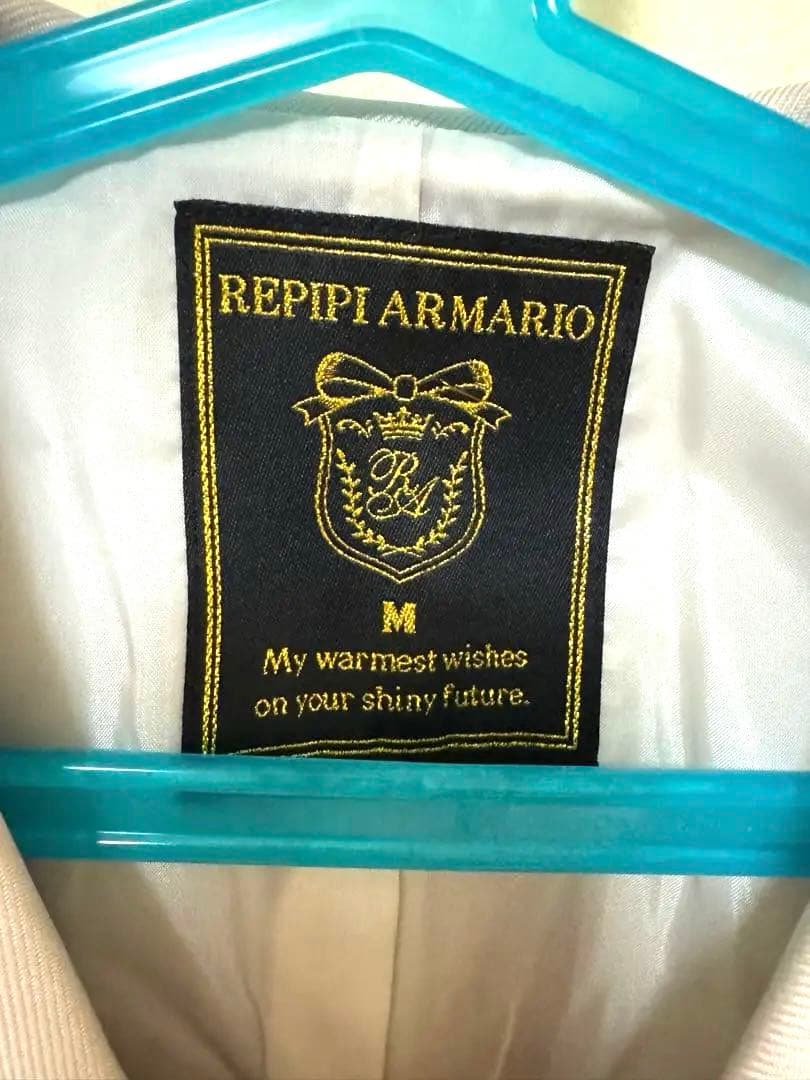 REPIPI ARMARIO
RA
M
My warmest wishes
on your shiny future.